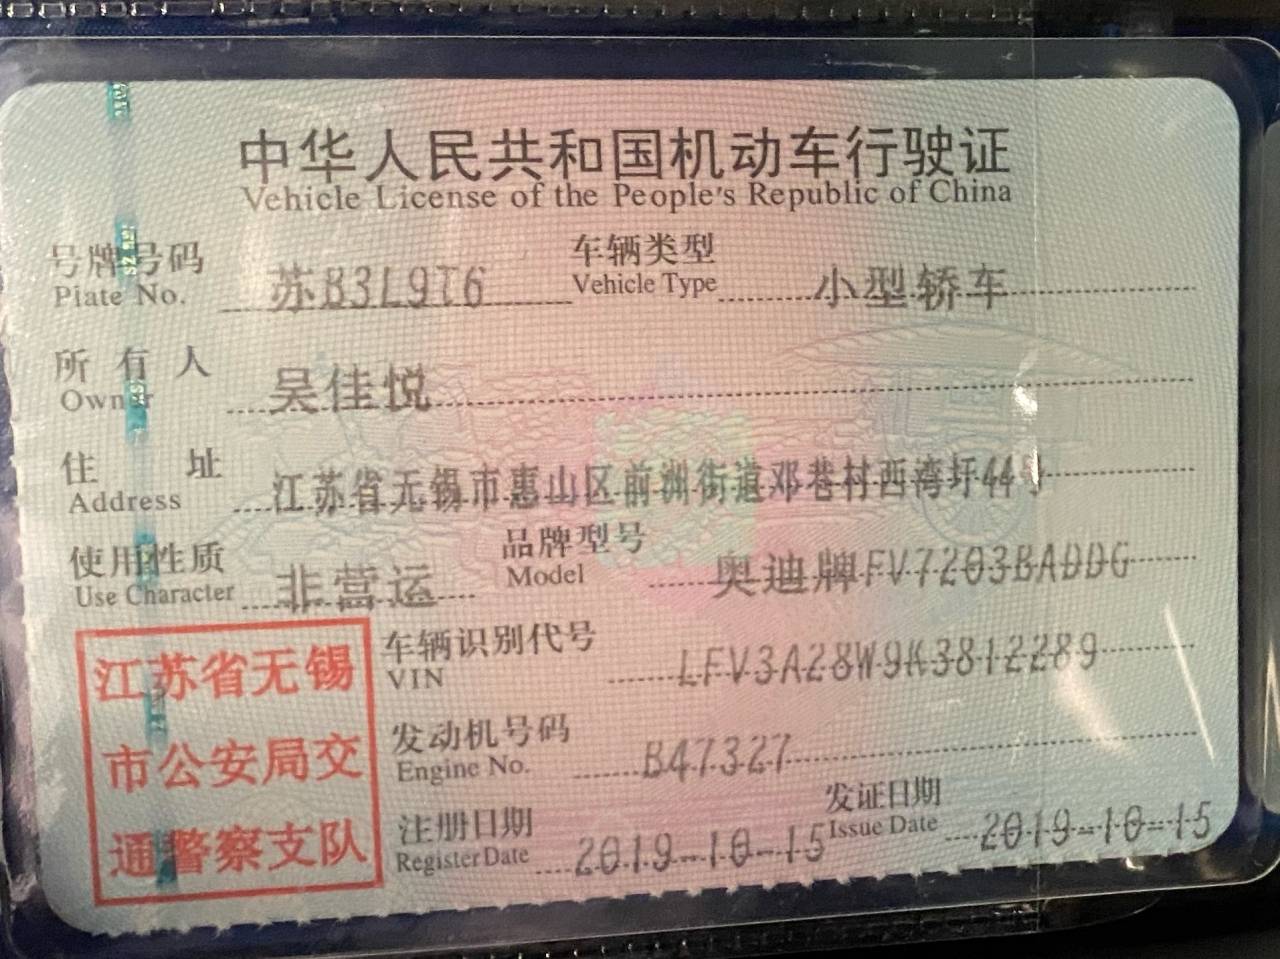 中华人民共和国机动车行驶证
Vehicle License of the People's Republic of China
号牌号码 苏B3L9T6 车辆类型 小型轿车
Plate No. Vehicle Type
所有人 吴佳悦
Owner
住址 江苏省无锡市惠山区前洲街道邓巷村西湾圩44号
Address
使用性质 非营运 品牌型号 奥迪牌FV7203BADDG
Use Character Model
江苏省无锡
市公安局交
通警察支队
车辆识别代号 LFV3A28W9K3812289
VIN
发动机号码 B47327
Engine No.
注册日期 2019-10-15 发证日期 2019-10-15
Register Date Issue Date